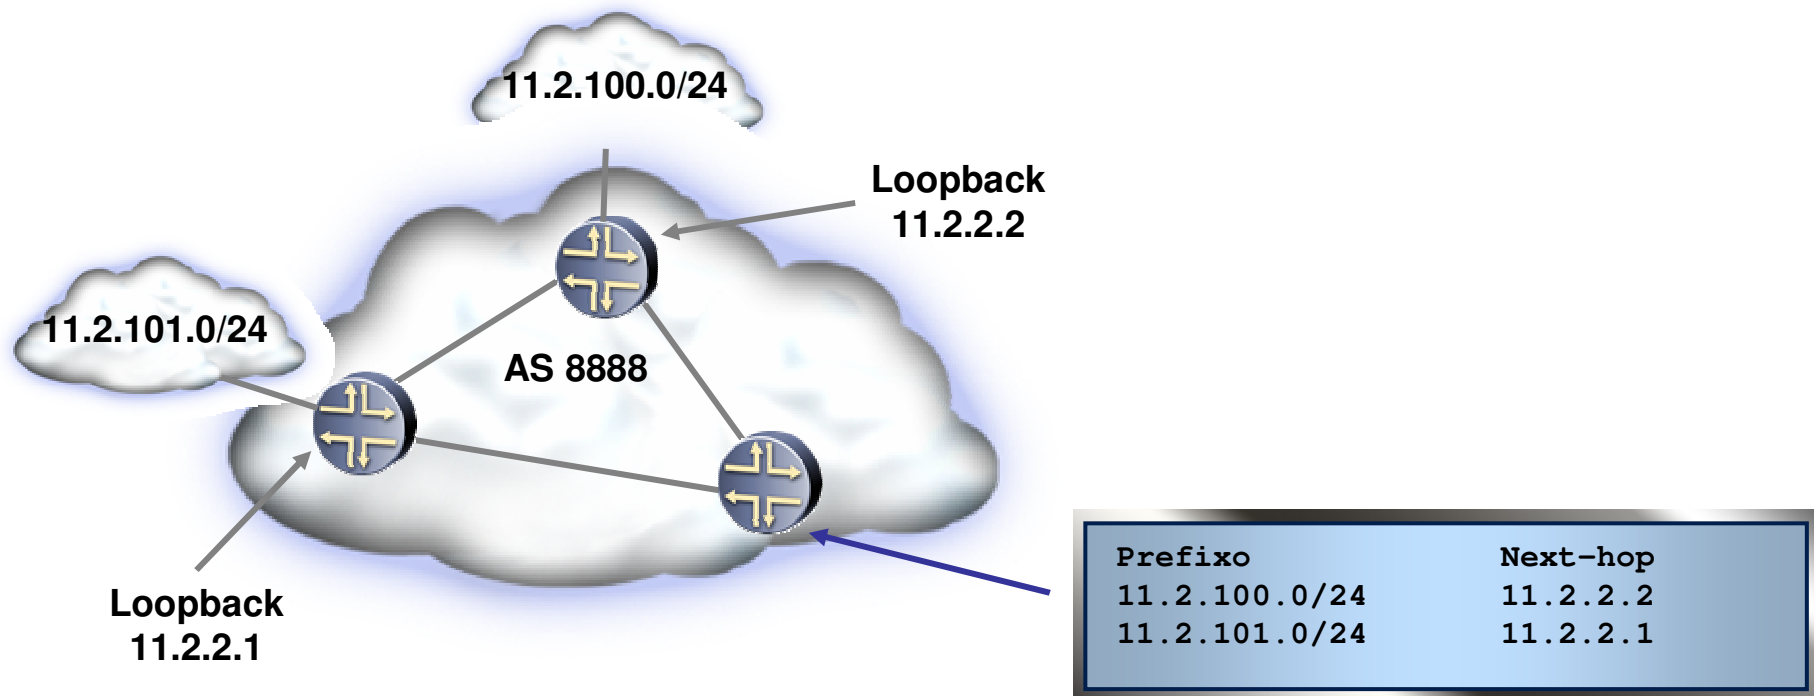 11.2.100.0/24
Loopback
11.2.2.2
11.2.101.0/24
AS 8888
Loopback
11.2.2.1
Prefixo Next-hop
11.2.100.0/24 11.2.2.2
11.2.101.0/24 11.2.2.1